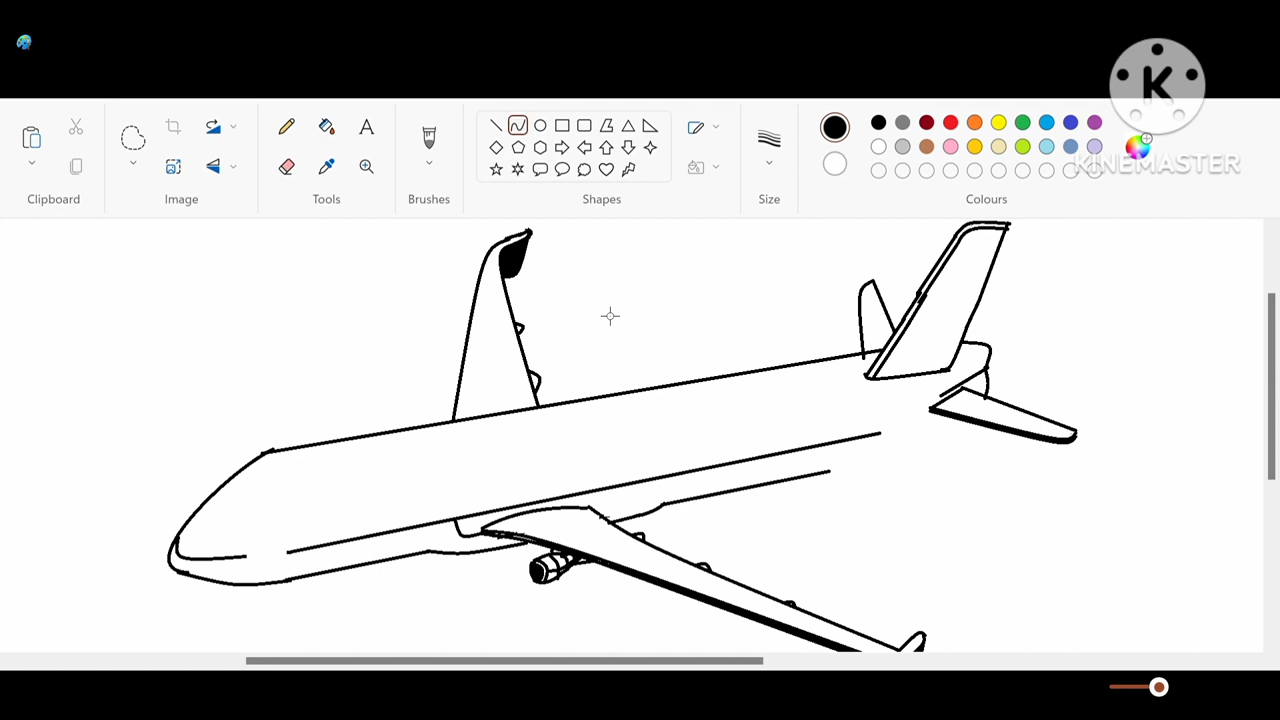 K
KINEMASTER
A
Clipboard
Image
Tools
Brushes
Shapes
Size
Colours